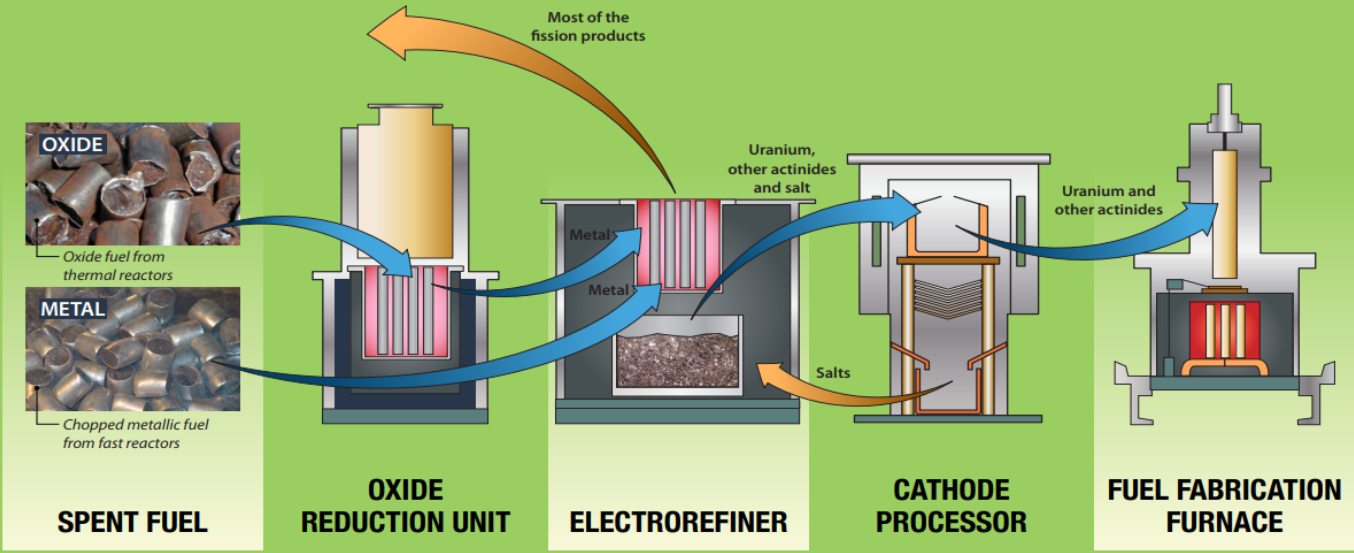 Most of the
fission products
OXIDE
Oxide fuel from
thermal reactors
METAL
Chopped metallic fuel
from fast reactors
Metal
Metal
Uranium,
other actinides
and salt
Salts
Uranium and
other actinides
SPENT FUEL
OXIDE
REDUCTION UNIT
ELECTROREFINER
CATHODE
PROCESSOR
FUEL FABRICATION
FURNACE